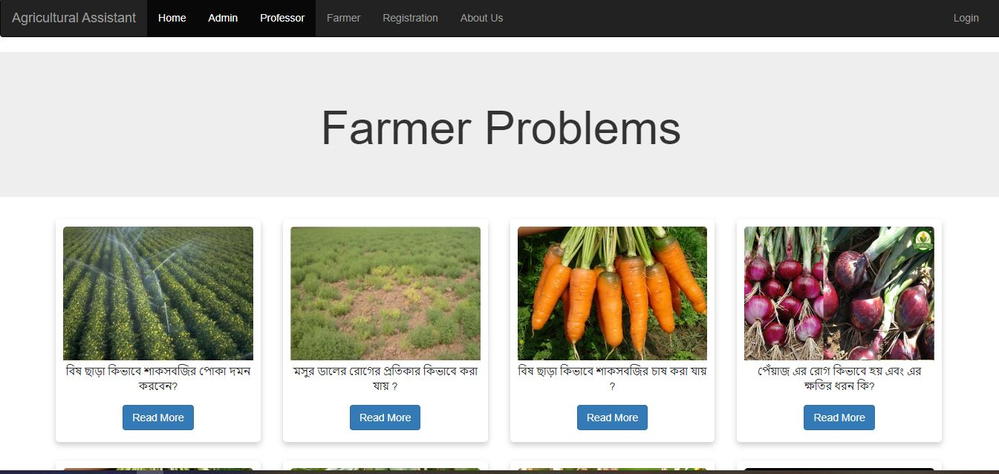 Agricultural Assistant Home Admin Professor Farmer Registration About Us Login
Farmer Problems
বিষ ছাড়া কিভাবে শাকসবজির পোকা দমন
করবেন?
Read More
মসুর ডালের রোগের প্রতিকার কিভাবে করা
যায় ?
Read More
বিষ ছাড়া কিভাবে শাকসবজির চাষ করা যায়
?
Read More
পেঁয়াজ এর রোগ কিভাবে হয় এবং এর
ক্ষতির ধরন কি?
Read More